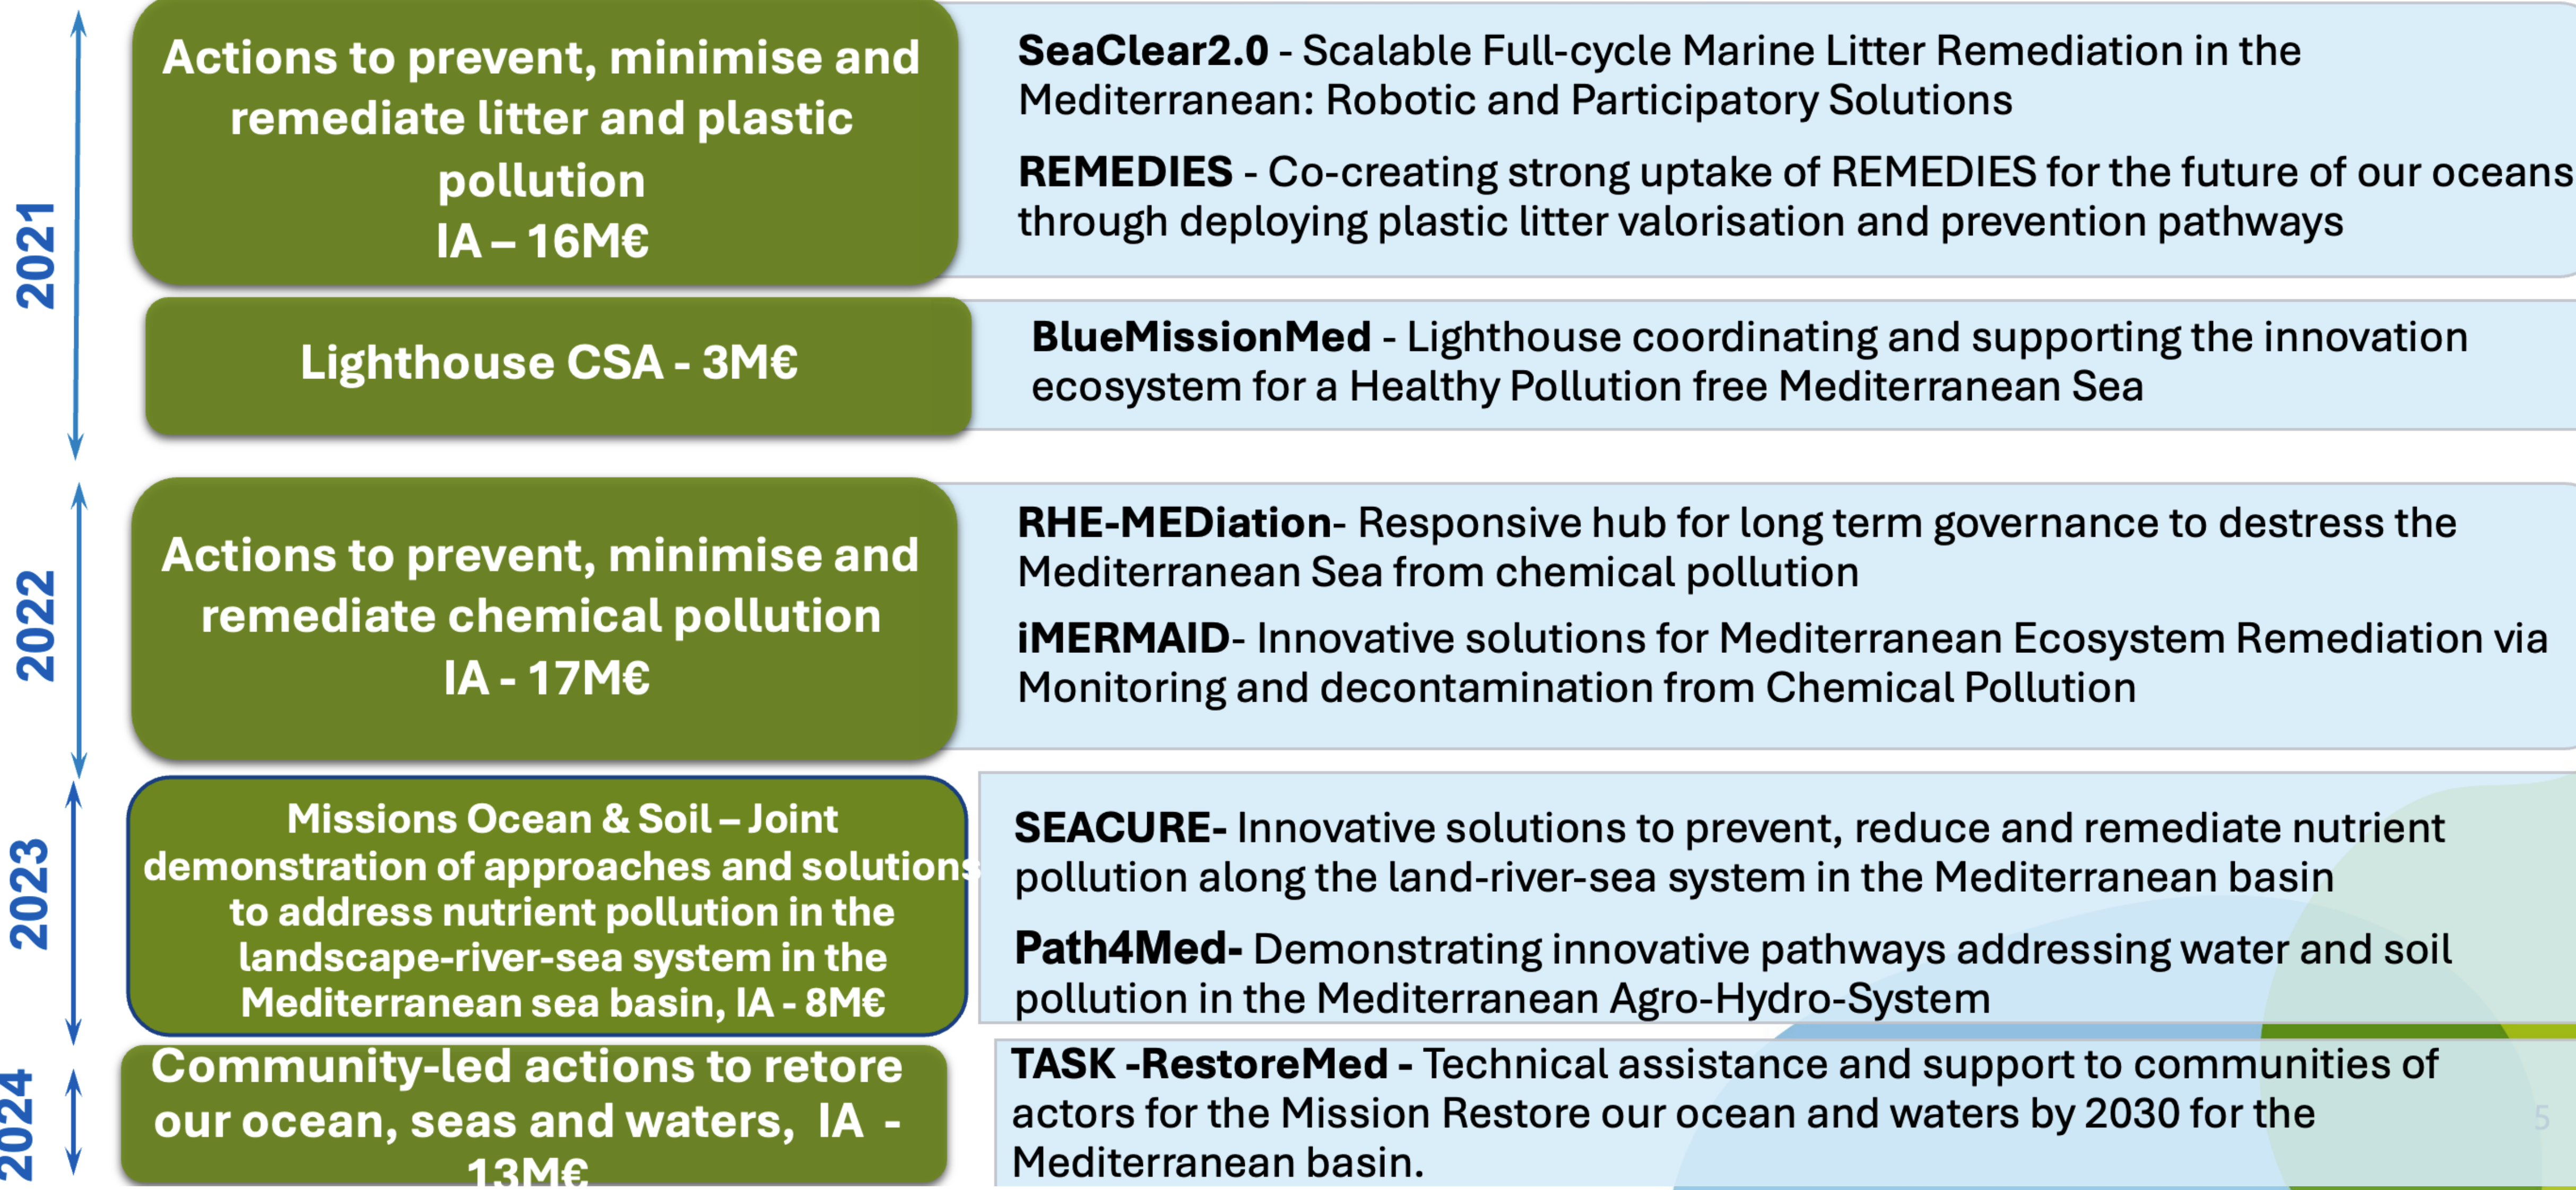 2021
Actions to prevent, minimise and
remediate litter and plastic
pollution
IA – 16M€
SeaClear2.0 - Scalable Full-cycle Marine Litter Remediation in the
Mediterranean: Robotic and Participatory Solutions
REMEDIES - Co-creating strong uptake of REMEDIES for the future of our oceans
through deploying plastic litter valorisation and prevention pathways
Lighthouse CSA - 3M€
BlueMissionMed - Lighthouse coordinating and supporting the innovation
ecosystem for a Healthy Pollution free Mediterranean Sea
2022
Actions to prevent, minimise and
remediate chemical pollution
IA - 17M€
RHE-MEDiation- Responsive hub for long term governance to destress the
Mediterranean Sea from chemical pollution
iMERMAID- Innovative solutions for Mediterranean Ecosystem Remediation via
Monitoring and decontamination from Chemical Pollution
2023
Missions Ocean & Soil – Joint
demonstration of approaches and solutions
to address nutrient pollution in the
landscape-river-sea system in the
Mediterranean sea basin, IA - 8M€
SEACURE- Innovative solutions to prevent, reduce and remediate nutrient
pollution along the land-river-sea system in the Mediterranean basin
Path4Med- Demonstrating innovative pathways addressing water and soil
pollution in the Mediterranean Agro-Hydro-System
2024
Community-led actions to retore
our ocean, seas and waters, IA -
13M€
TASK -RestoreMed - Technical assistance and support to communities of
actors for the Mission Restore our ocean and waters by 2030 for the
Mediterranean basin.
5